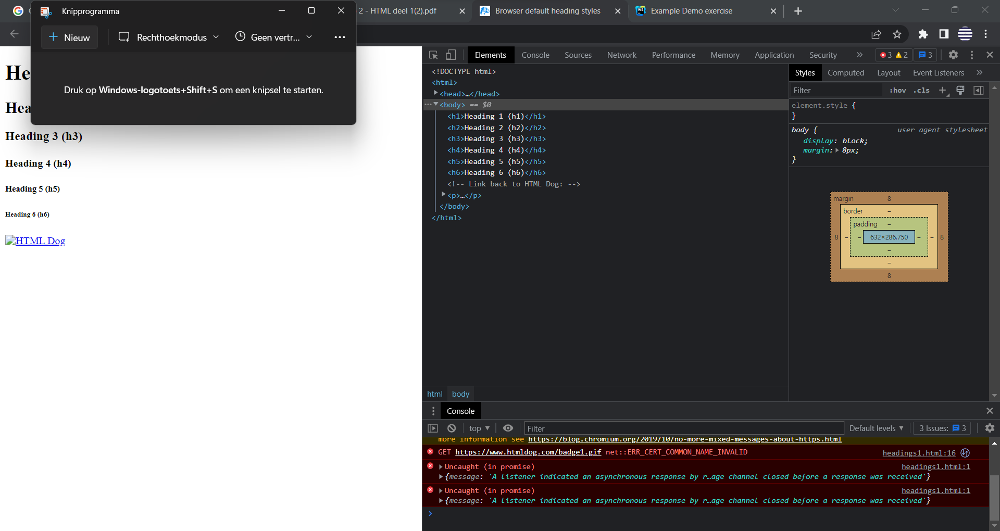 Knipprogramma
2 - HTML deel 1(2).pdf
Browser default heading styles
Example Demo exercise
Nieuw
Rechthoekmodus
Geen vertr...
Druk op Windows-logotoets+Shift+S om een knipsel te starten.
He
Hea
Heading 3 (h3)
Heading 4 (h4)
Heading 5 (h5)
Heading 6 (h6)
HTML Dog
Elements Console Sources Network Performance Memory Application Security » 3 2 3
<!DOCTYPE html>
<html>
<head>…</head>
<body> == $0
<h1>Heading 1 (h1)</h1>
<h2>Heading 2 (h2)</h2>
<h3>Heading 3 (h3)</h3>
<h4>Heading 4 (h4)</h4>
<h5>Heading 5 (h5)</h5>
<h6>Heading 6 (h6)</h6>
<!-- Link back to HTML Dog: -->
<p>…</p>
</body>
</html>
html body
Styles Computed Layout Event Listeners »
Filter :hov .cls
element.style {
}
body { user agent stylesheet
display: block;
margin: 8px;
}
margin 8
border –
padding –
8 – – 632×286.750 – – 8
–
–
8
Console
top Filter Default levels 3 Issues: 3
more information see https://blog.chromium.org/2019/10/no-more-mixed-messages-about-https.html
GET https://www.htmldog.com/badge1.gif net::ERR_CERT_COMMON_NAME_INVALID headings1.html:16
Uncaught (in promise) headings1.html:1
{message: 'A listener indicated an asynchronous response by r…age channel closed before a response was received'}
Uncaught (in promise) headings1.html:1
{message: 'A listener indicated an asynchronous response by r…age channel closed before a response was received'}